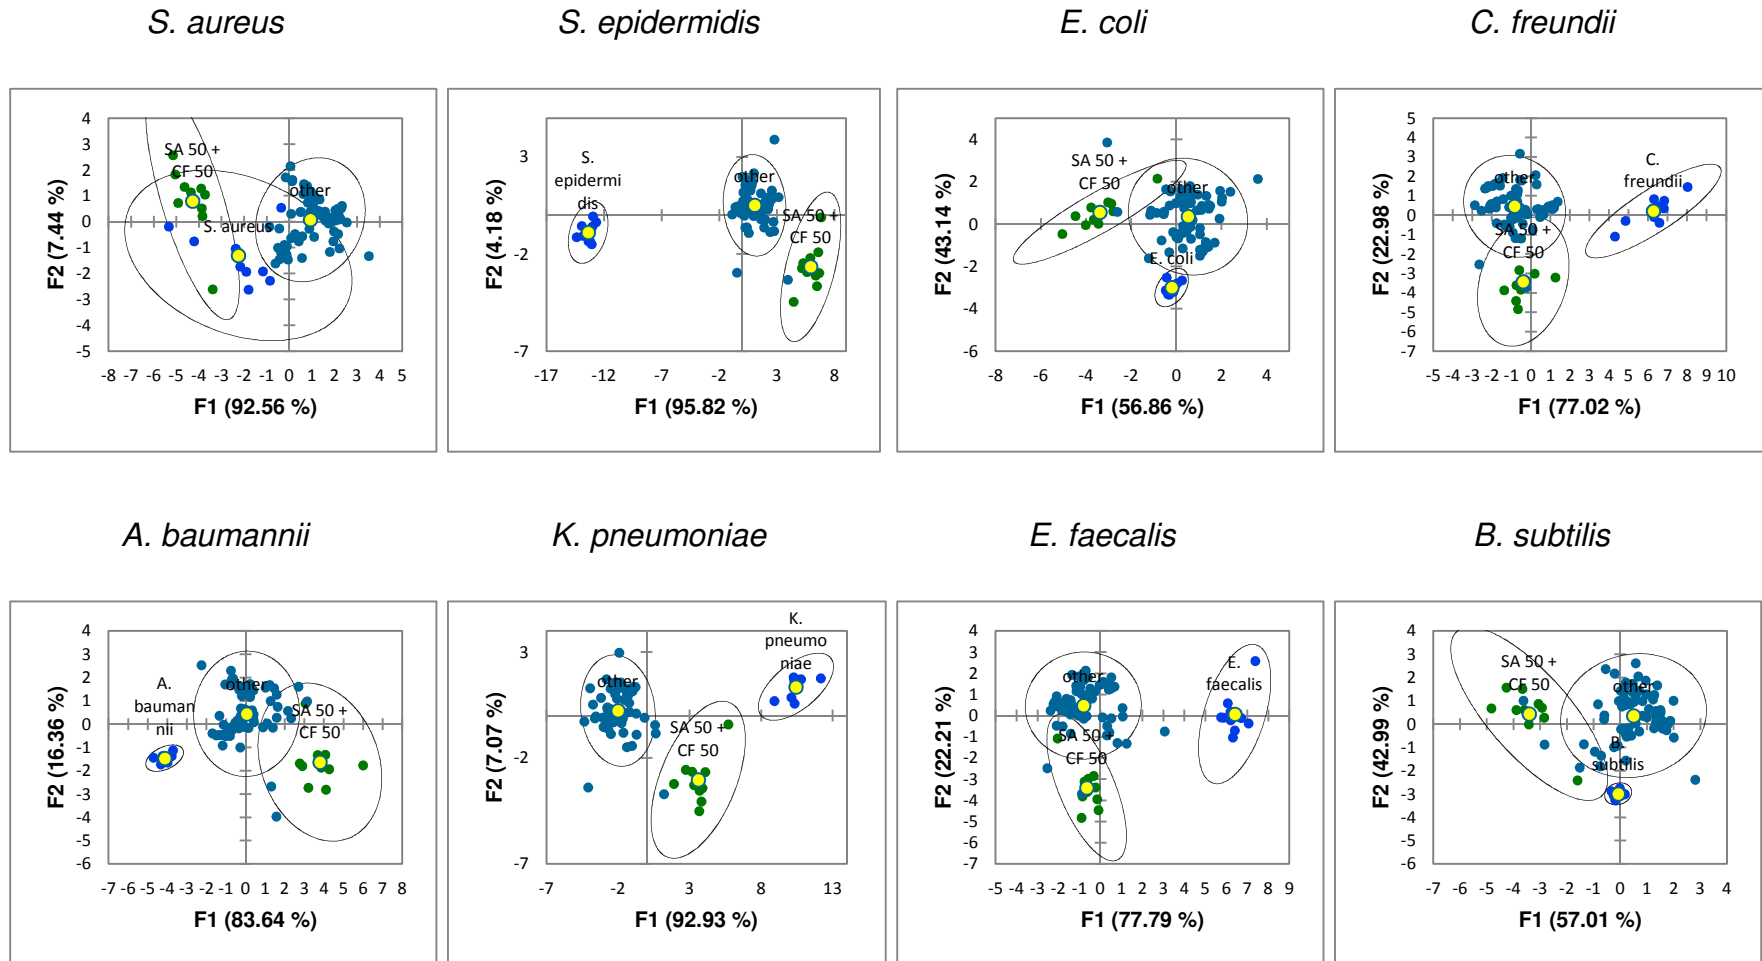 S. aureus
S. epidermidis
E. coli
C. freundii
4
3
2
1
0
-1
-2
-3
-4
-5
F2 (7.44 %)
SA 50 +
CF 50
other
S. aureus
-8 -7 -6 -5 -4 -3 -2 -1 0 1 2 3 4 5
F1 (92.56 %)
3
-2
-7
F2 (4.18 %)
S.
epidermi
dis
other
SA 50 +
CF 50
-17 -12 -7 -2 3 8
F1 (95.82 %)
4
2
0
-2
-4
-6
F2 (43.14 %)
SA 50 +
CF 50
other
E. coli
-8 -6 -4 -2 0 2 4
F1 (56.86 %)
5
4
3
2
1
0
-1
-2
-3
-4
-5
-6
-7
F2 (22.98 %)
C.
freundii
other
SA 50 +
CF 50
-5 -4 -3 -2 -1 0 1 2 3 4 5 6 7 8 9 10
F1 (77.02 %)
A. baumannii
K. pneumoniae
E. faecalis
B. subtilis
4
3
2
1
0
-1
-2
-3
-4
-5
-6
F2 (16.36 %)
A.
bauman
nii
other
SA 50 +
CF 50
-7 -6 -5 -4 -3 -2 -1 0 1 2 3 4 5 6 7 8
F1 (83.64 %)
3
-2
-7
F2 (7.07 %)
K.
pneumo
niae
other
SA 50 +
CF 50
-7 -2 3 8 13
F1 (92.93 %)
4
3
2
1
0
-1
-2
-3
-4
-5
-6
-7
F2 (22.21 %)
E.
faecalis
other
SA 50 +
CF 50
-5 -4 -3 -2 -1 0 1 2 3 4 5 6 7 8 9
F1 (77.79 %)
4
3
2
1
0
-1
-2
-3
-4
-5
-6
F2 (42.99 %)
SA 50 +
CF 50
other
B.
subtilis
-7 -6 -5 -4 -3 -2 -1 0 1 2 3 4
F1 (57.01 %)